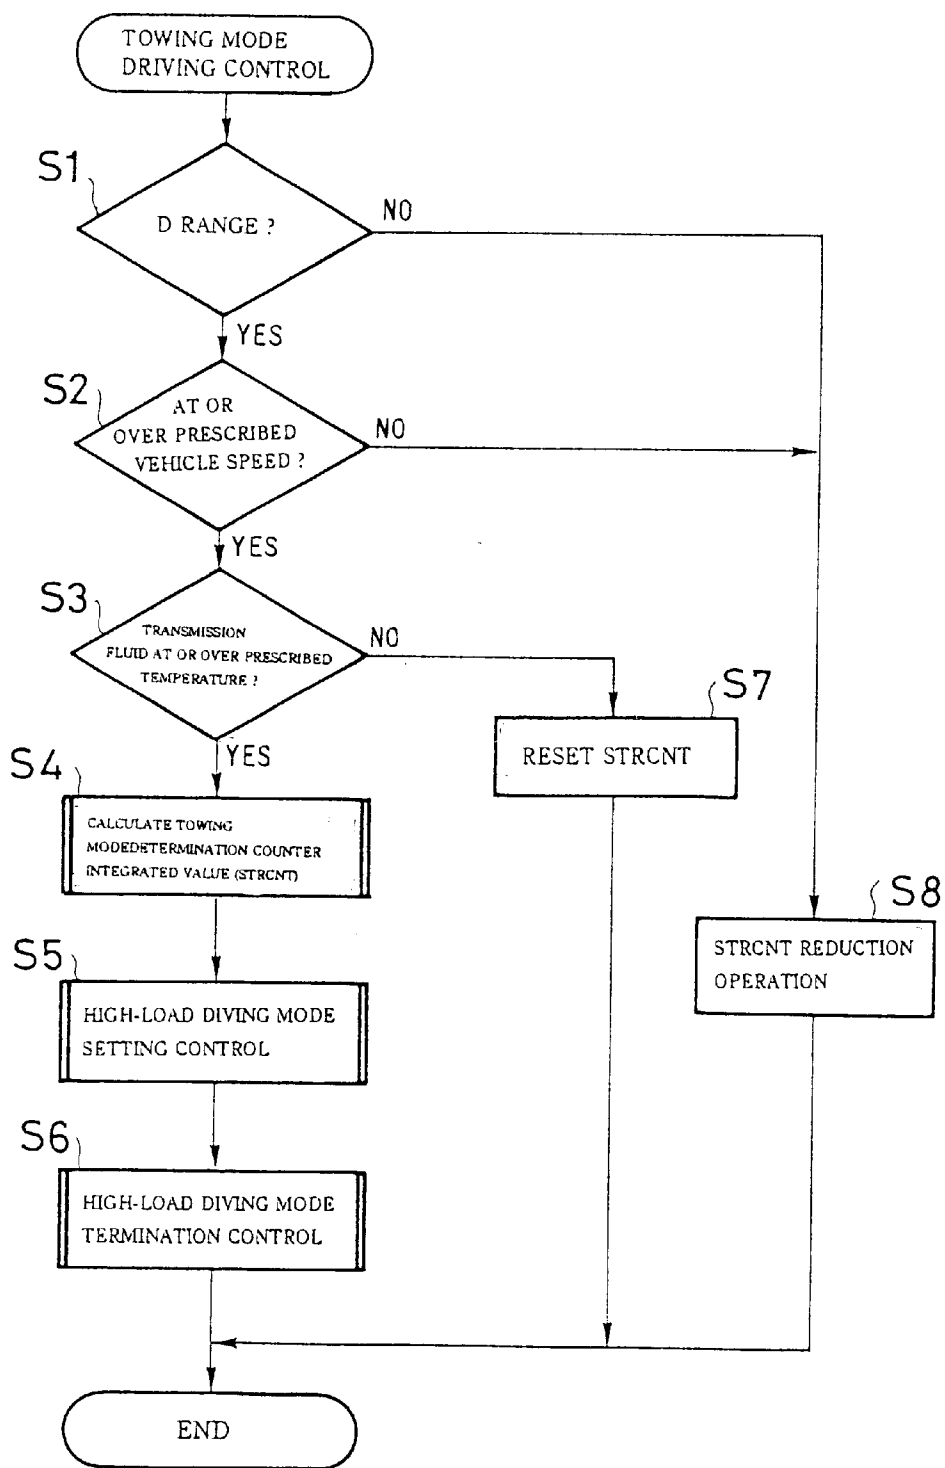 TOWING MODE
DRIVING CONTROL
S1
D RANGE ?
NO
YES
S2
AT OR
OVER PRESCRIBED
VEHICLE SPEED ?
NO
YES
S3
TRANSMISSION
FLUID AT OR OVER PRESCRIBED
TEMPERATURE ?
NO
YES
S7
RESET STRCNT
S4
CALCULATE TOWING
MODEDETERMINATION COUNTER
INTEGRATED VALUE (STRCNT)
S8
STRCNT REDUCTION
OPERATION
S5
HIGH-LOAD DIVING MODE
SETTING CONTROL
S6
HIGH-LOAD DIVING MODE
TERMINATION CONTROL
END